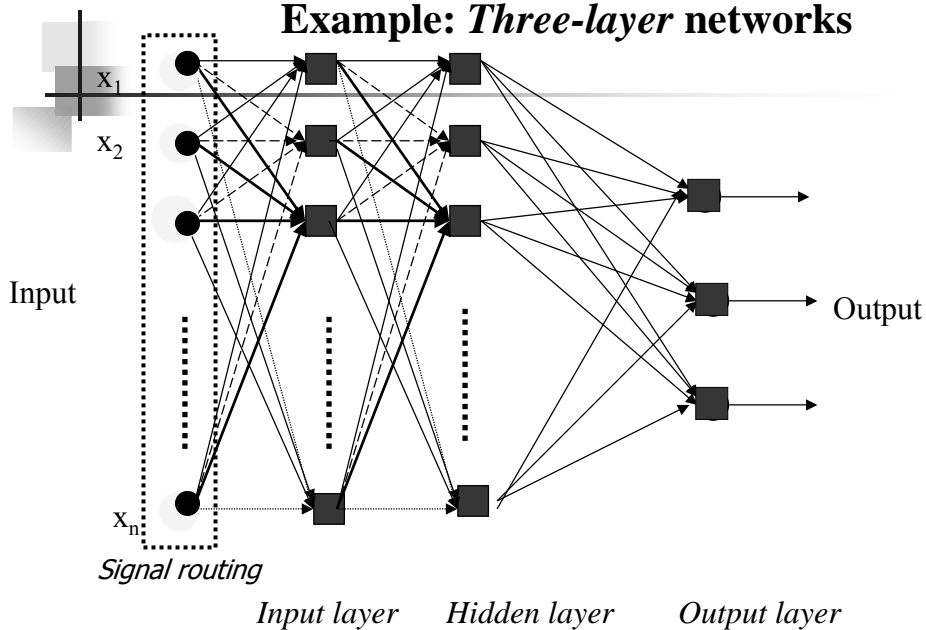 Example: Three-layer networks
x1
x2
Input
Output
xn
Signal routing
Input layer Hidden layer Output layer